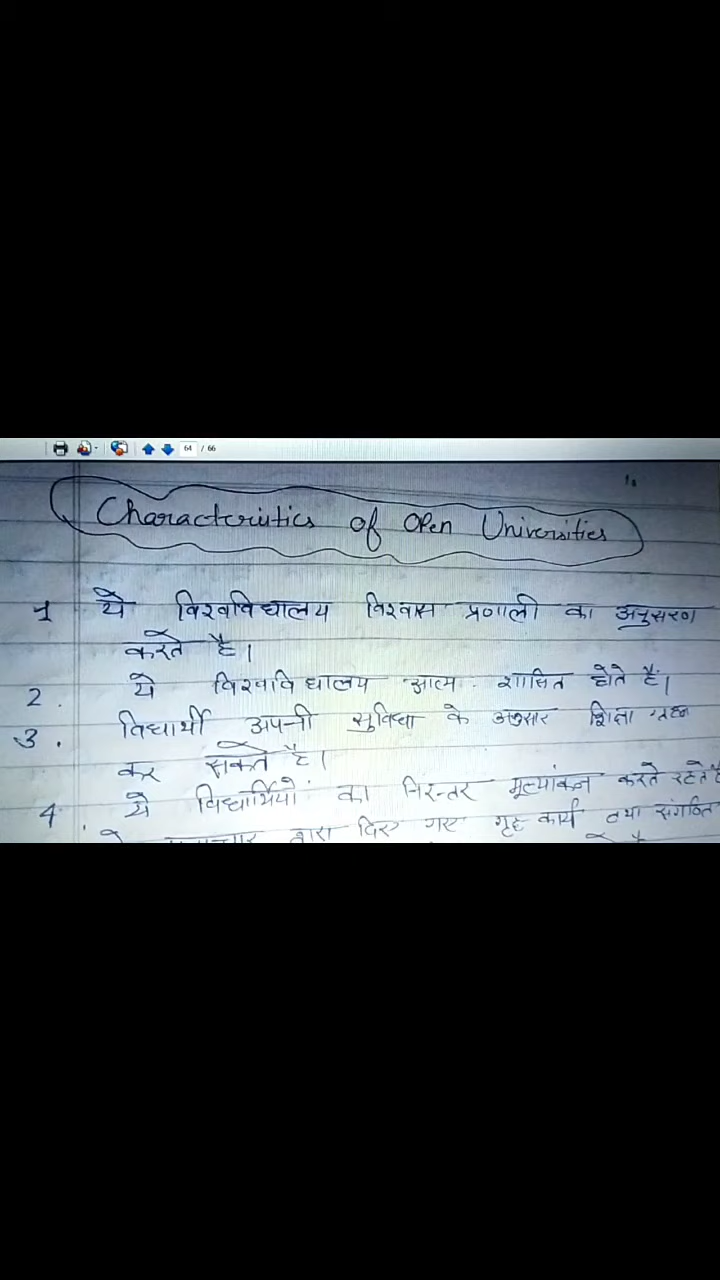 64 / 66
Characteristics of Open Universities
1 ये विश्वविद्यालय विश्वास प्रणाली का अनुसरण
करते है।
2. ये विश्वविद्यालय आत्म शासित होते हैं।
3. विद्यार्थी अपनी सुविधा के अनुसार शिक्षा ग्रहण
कर सकते है।
4 ये विद्यार्थियों का निरन्तर मूल्यांकन करते रहते
द्वारा दिए गए गृह कार्य तथा संगठित